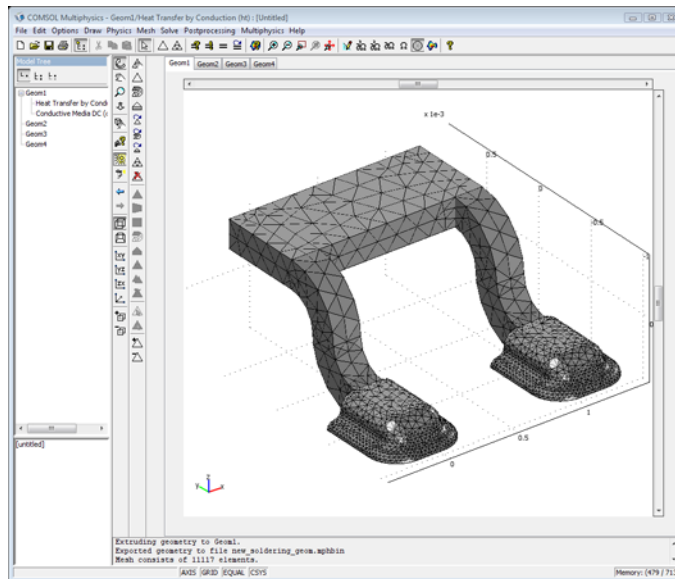 COMSOL Multiphysics - Geom1/Heat Transfer by Conduction (ht) : [Untitled]
File Edit Options Draw Physics Mesh Solve Postprocessing Multiphysics Help
Model Tree
Geom1 Geom2 Geom3 Geom4
Geom1
Heat Transfer by Cond
Conductive Media DC (
Geom2
Geom3
Geom4
x 1e-3
0.5
0
-0.5
-1
0
1
0.5
0
z
y x
[untitled]
Extruding geometry to Geom1.
Exported geometry to file new_soldering_geom.mphbin
Mesh consists of 11117 elements.
AXIS GRID EQUAL CSYS Memory: (479 / 71